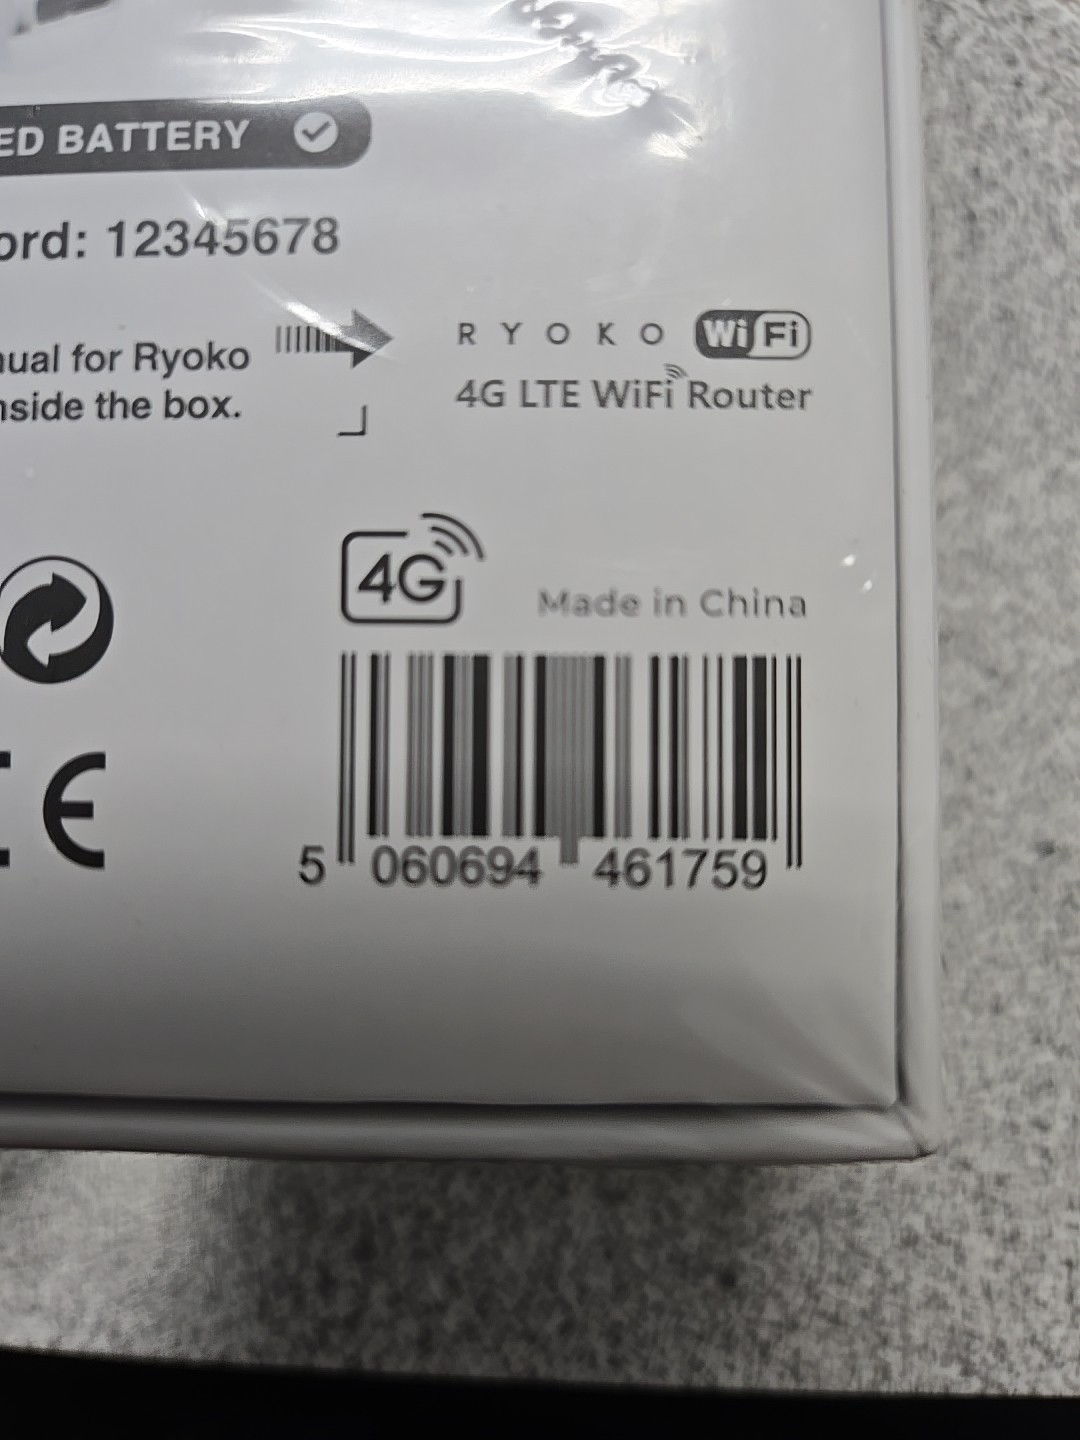 ED BATTERY
ord: 12345678
RYOKO WiFi
4G LTE WiFi Router
ual for Ryoko
nside the box.
4G
Made in China
CE
5 060694 461759